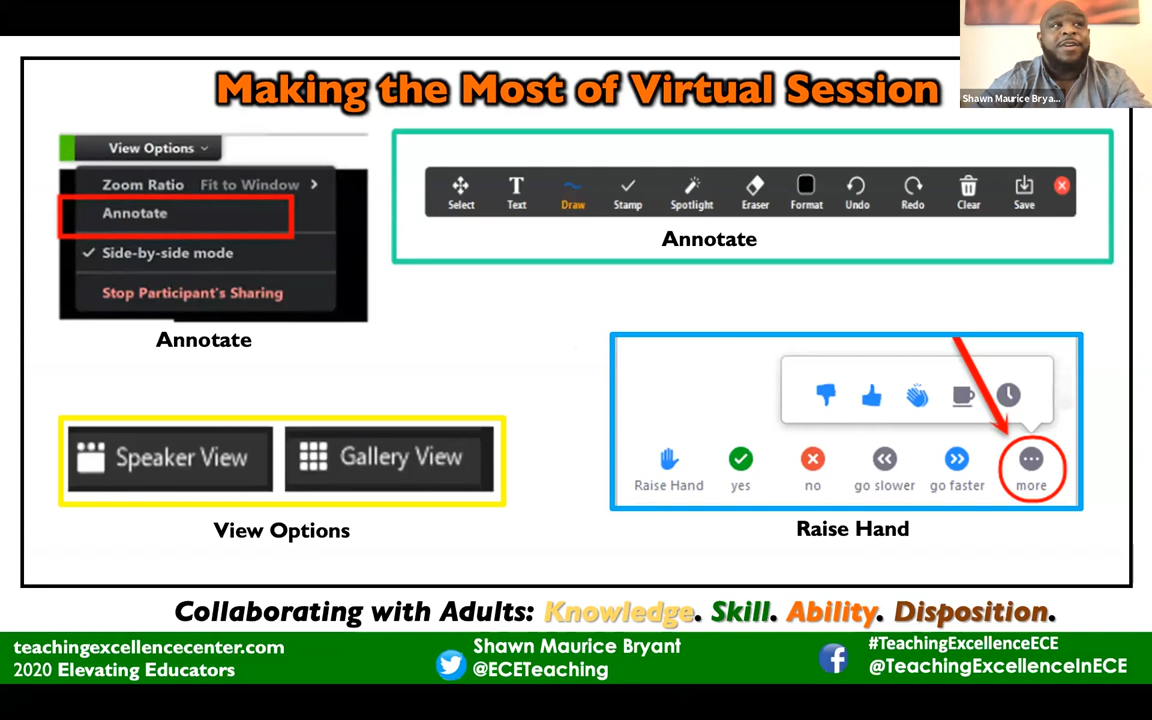 Shawn Maurice Brya...
Making the Most of Virtual Session
View Options
Zoom Ratio Fit to Window
Annotate
Side-by-side mode
Stop Participant's Sharing
Annotate
Select Text Draw Stamp Spotlight Eraser Format Undo Redo Clear Save
Annotate
Speaker View
Gallery View
View Options
Raise Hand yes no go slower go faster more
Raise Hand
Collaborating with Adults: Knowledge. Skill. Ability. Disposition.
teachingexcellencecenter.com
2020 Elevating Educators
Shawn Maurice Bryant
@ECETeaching
#TeachingExcellenceECE
@TeachingExcellenceInECE